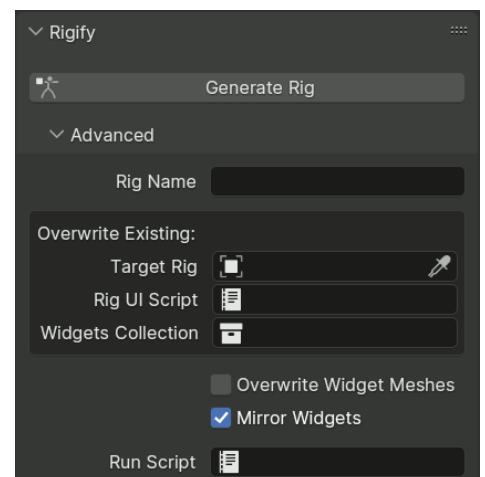 Rigify
Generate Rig
Advanced
Rig Name
Overwrite Existing:
Target Rig
Rig UI Script
Widgets Collection
Overwrite Widget Meshes
Mirror Widgets
Run Script